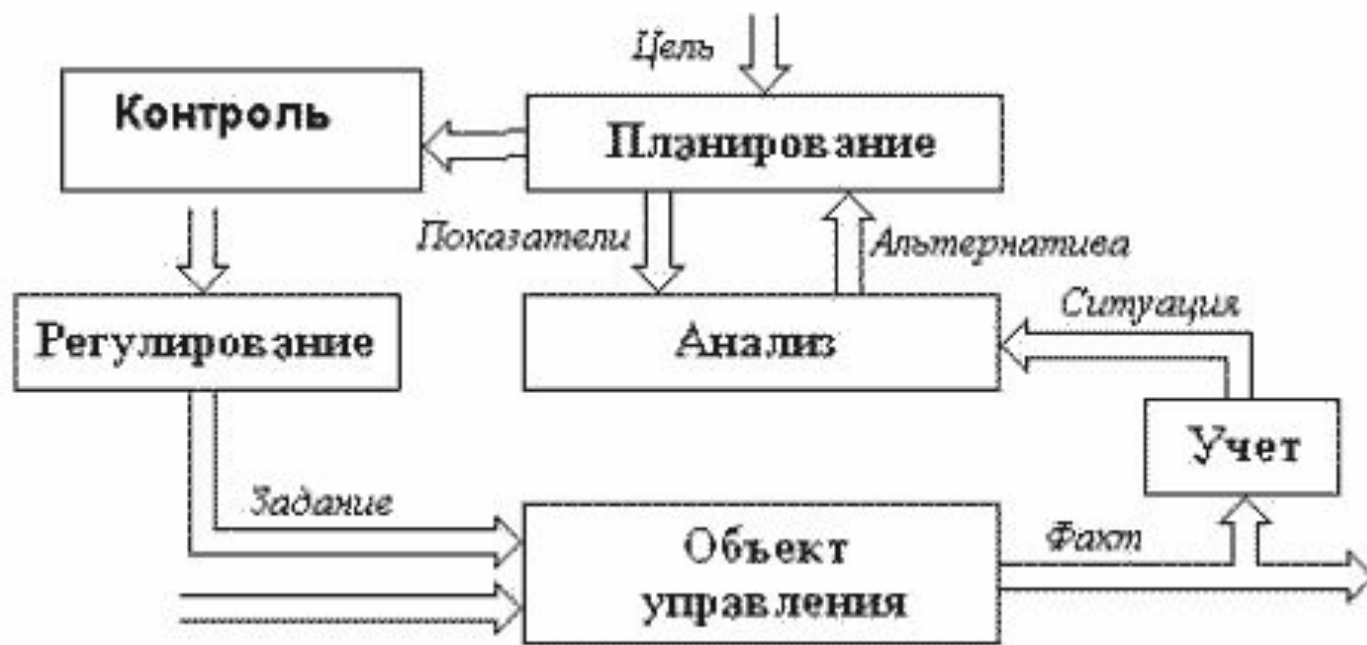 Цель
Контроль
Планирование
Показатели
Альтернатива
Ситуация
Регулирование
Анализ
Учет
Задание
Объект
управления
Факт